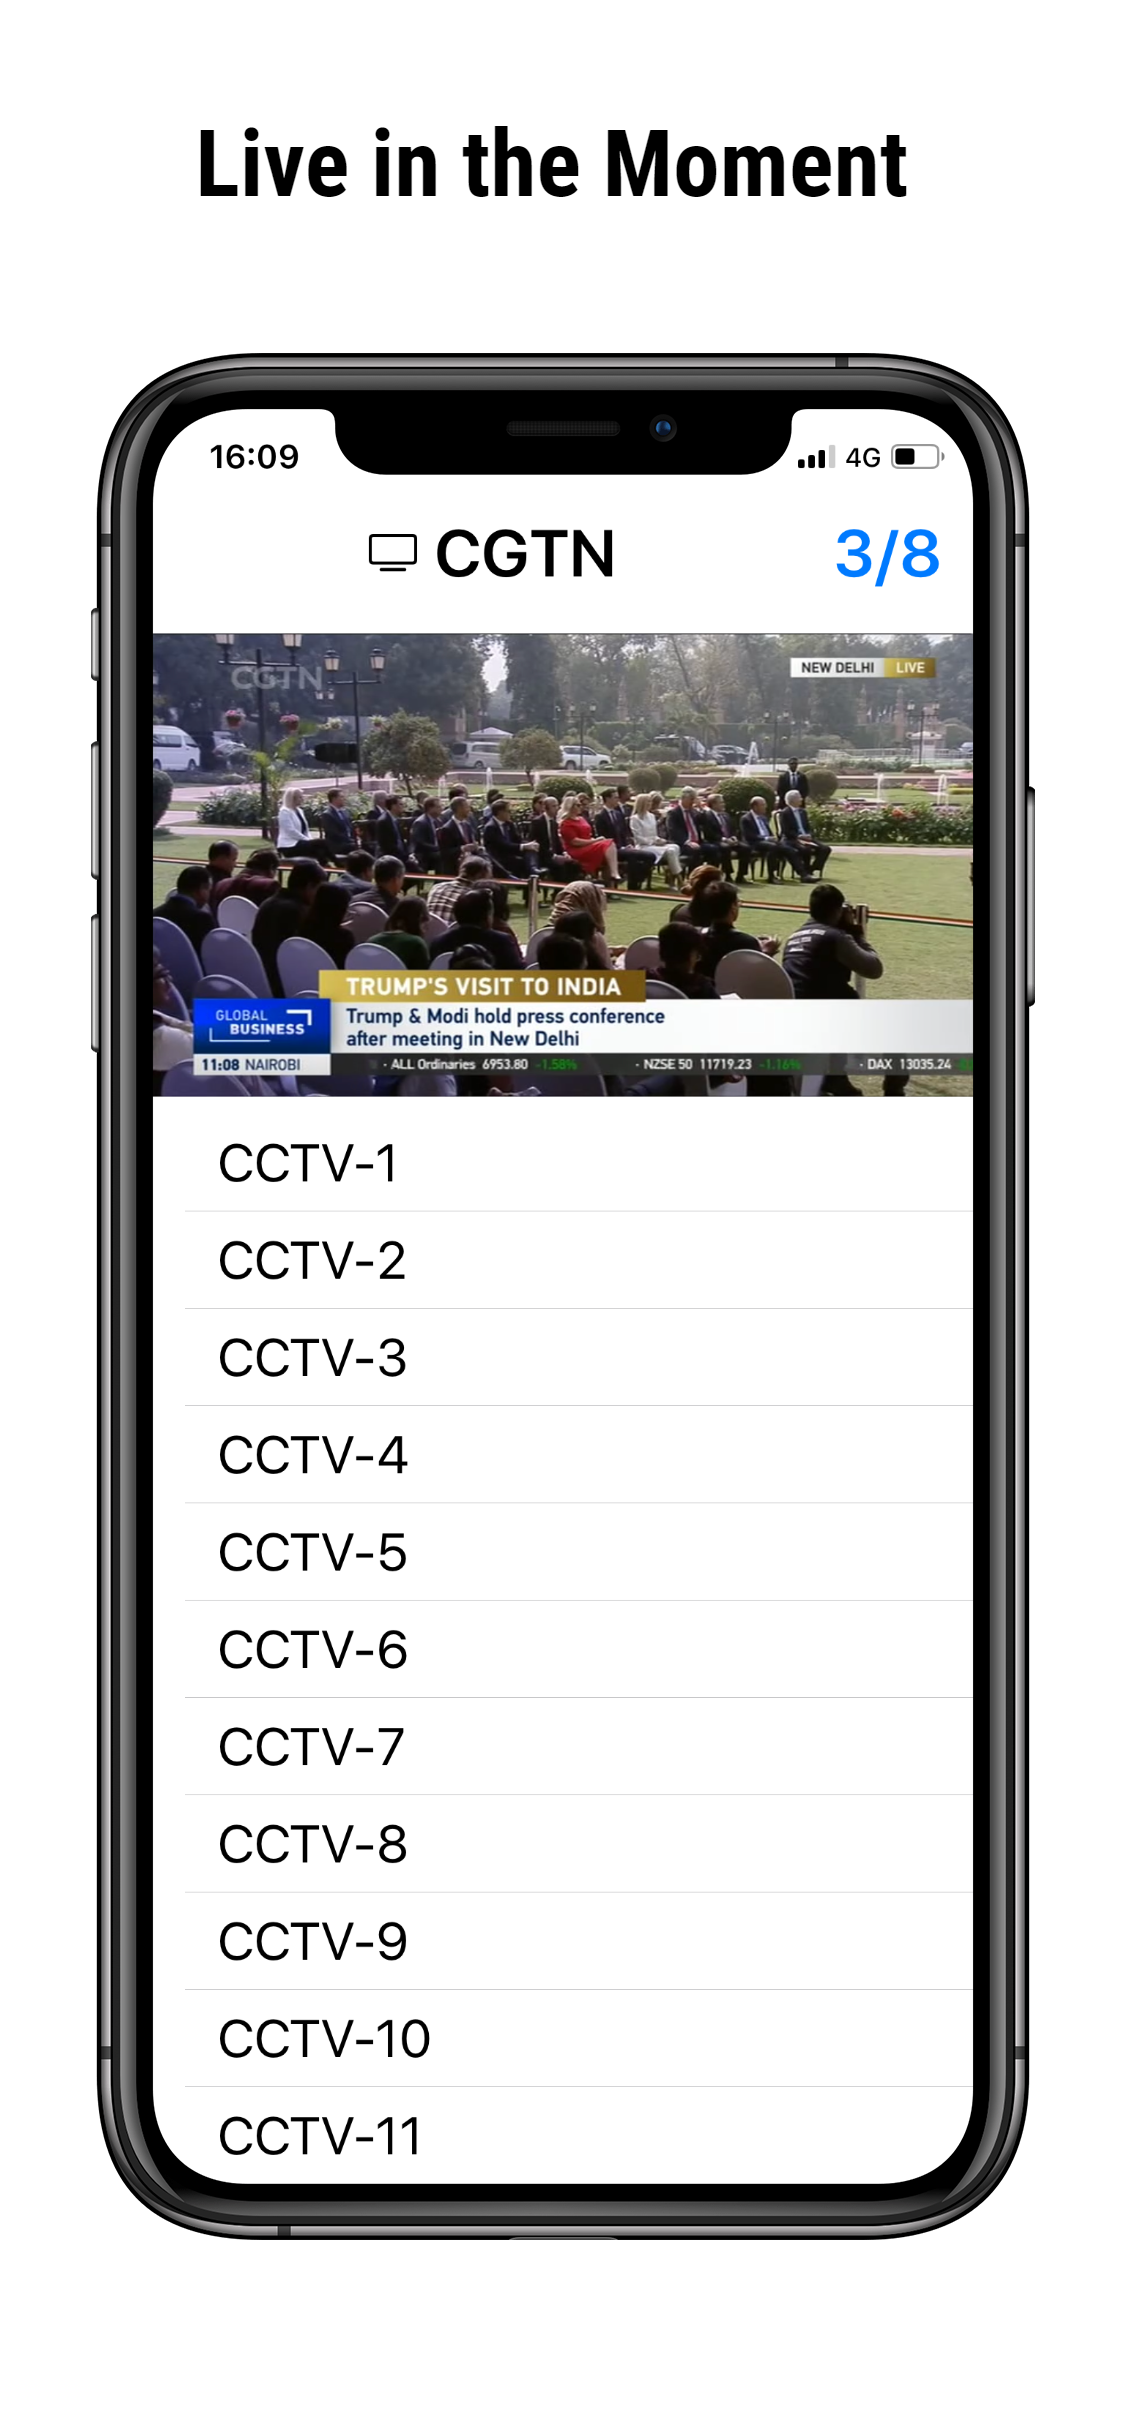 Live in the Moment
16:09
4G
CGTN
3/8
CGTN
NEW DELHI LIVE
TRUMP'S VISIT TO INDIA
GLOBAL BUSINESS
Trump & Modi hold press conference
after meeting in New Delhi
11:08 NAIROBI
· ALL Ordinaries 6953.80 -1.58% · NZSE 50 11719.23 -1.16% · DAX 13035.24
CCTV-1
CCTV-2
CCTV-3
CCTV-4
CCTV-5
CCTV-6
CCTV-7
CCTV-8
CCTV-9
CCTV-10
CCTV-11